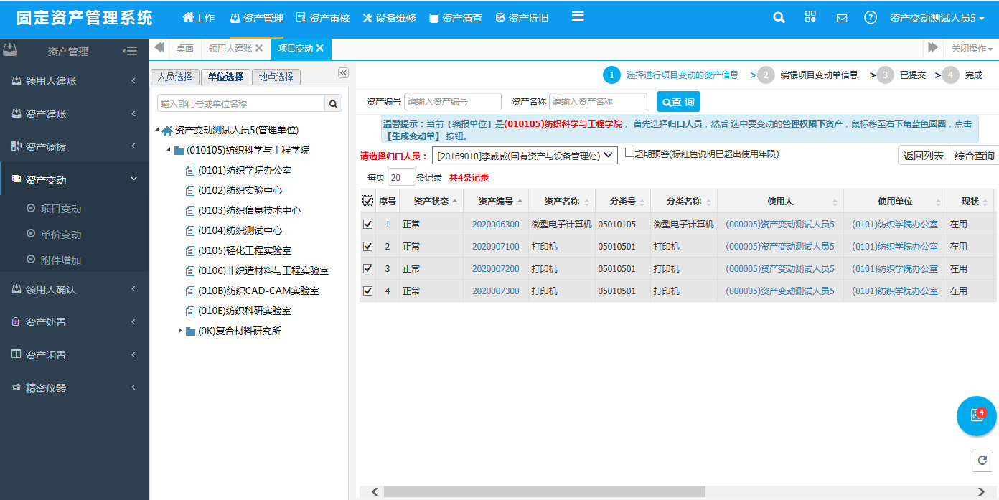 固定资产管理系统 工作 资产管理 资产审核 设备维修 资产清查 资产折旧 资产变动测试人员5
资产管理 桌面 领用人建账 项目变动 关闭操作
领用人建账
资产建账
资产调拨
资产变动
项目变动
单价变动
附件增加
领用人确认
资产处置
资产闲置
精密仪器
人员选择 单位选择 地点选择
输入部门号或单位名称
资产变动测试人员5(管理单位)
(010105)纺织科学与工程学院
(0101)纺织学院办公室
(0102)纺织实验中心
(0103)纺织信息技术中心
(0104)纺织测试中心
(0105)轻化工程实验室
(0106)非织造材料与工程实验室
(010B)纺织CAD-CAM实验室
(010E)纺织科研实验室
(0K)复合材料研究所
1 选择进行项目变动的资产信息 > 2 编辑项目变动单信息 > 3 已提交 > 4 完成
资产编号 请输入资产编号 资产名称 请输入资产名称 查 询
温馨提示：当前【编报单位】是(010105)纺织科学与工程学院 ，首先选择归口人员，然后 选中要变动的管理权限下资产，鼠标移至右下角蓝色圆圈，点击
【生成变动单】 按钮。
请选择归口人员： [20169010]李威威(国有资产与设备管理处) 超期预警(标红色说明已超出使用年限) 返回列表 综合查询
每页 20 条记录 共4条记录
序号 资产状态 资产编号 资产名称 分类号 分类名称 使用人 使用单位 现状
1 正常 2020006300 微型电子计算机 05010105 微型电子计算机 (000005)资产变动测试人员5 (0101)纺织学院办公室 在用
2 正常 2020007100 打印机 05010501 打印机 (000005)资产变动测试人员5 (0101)纺织学院办公室 在用
3 正常 2020007200 打印机 05010501 打印机 (000005)资产变动测试人员5 (0101)纺织学院办公室 在用
4 正常 2020007300 打印机 05010501 打印机 (000005)资产变动测试人员5 (0101)纺织学院办公室 在用
4